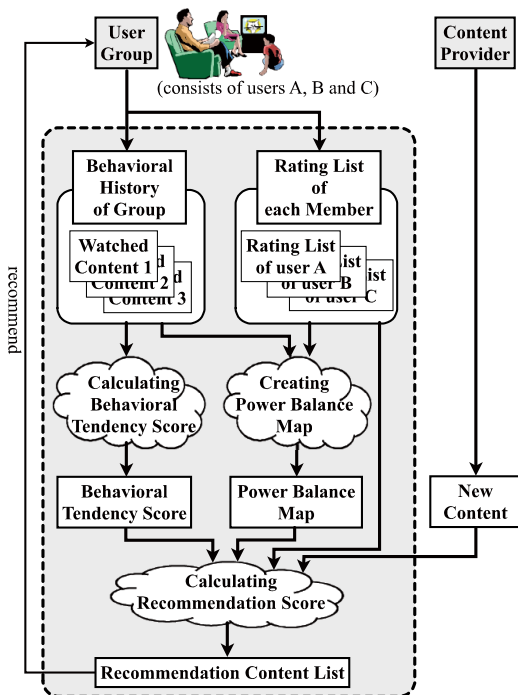 User
Group
Content
Provider
(consists of users A, B and C)
Behavioral
History
of Group
Rating List
of
each Member
Watched
Content 1
d
Content 2
d
Content 3
Rating List
of user A
List
of user B
List
of user C
recommend
Calculating
Behavioral
Tendency Score
Creating
Power Balance
Map
Behavioral
Tendency Score
Power Balance
Map
New
Content
Calculating
Recommendation Score
Recommendation Content List